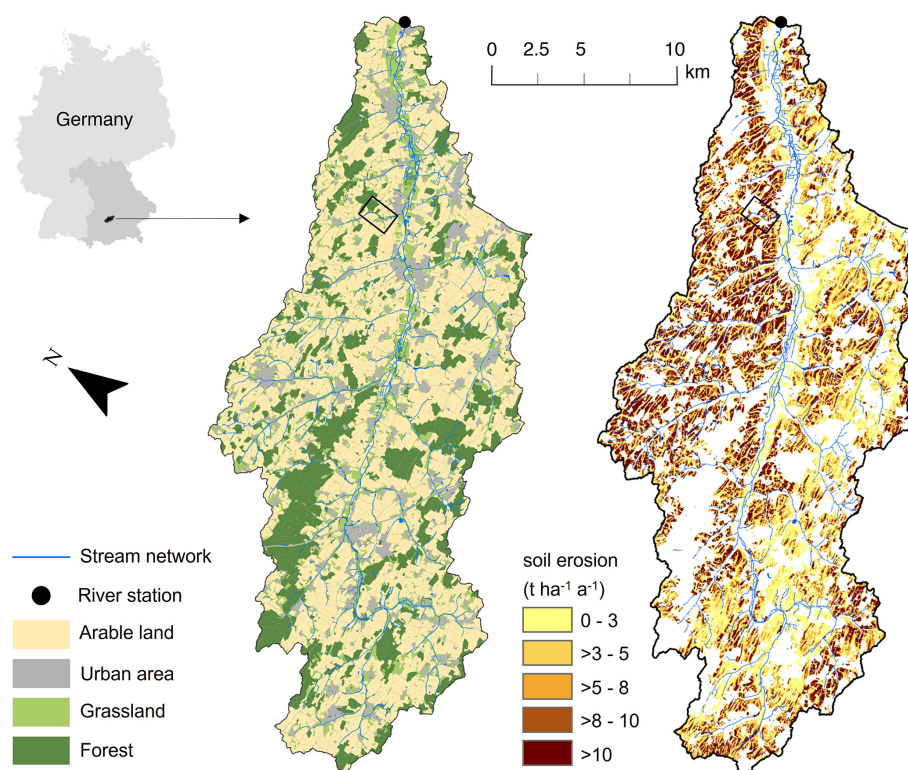 Germany
0 2.5 5 10
km
N
Stream network
River station
Arable land
Urban area
Grassland
Forest
soil erosion
(t ha⁻¹ a⁻¹)
0 - 3
>3 - 5
>5 - 8
>8 - 10
>10